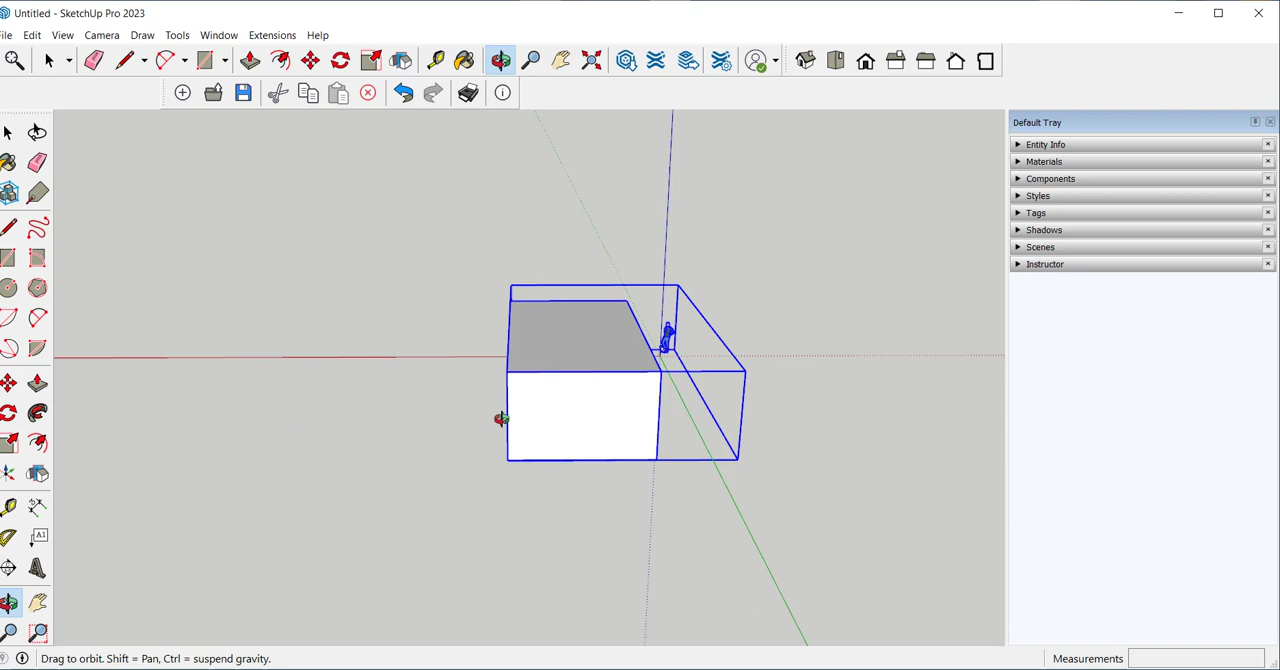 Untitled - SketchUp Pro 2023
ile Edit View Camera Draw Tools Window Extensions Help
Default Tray
Entity Info
Materials
Components
Styles
Tags
Shadows
Scenes
Instructor
A1
Drag to orbit. Shift = Pan, Ctrl = suspend gravity.
Measurements